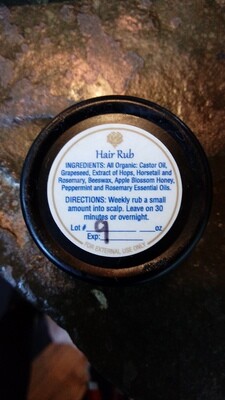 Hair Rub
INGREDIENTS: All Organic: Castor Oil,
Grapeseed, Extract of Hops, Horsetail and
Rosemary, Beeswax, Apple Blossom Honey,
Peppermint and Rosemary Essential Oils.
DIRECTIONS: Weekly rub a small
amount into scalp. Leave on 30
minutes or overnight.
Lot # 9 oz
Exp:
FOR EXTERNAL USE ONLY